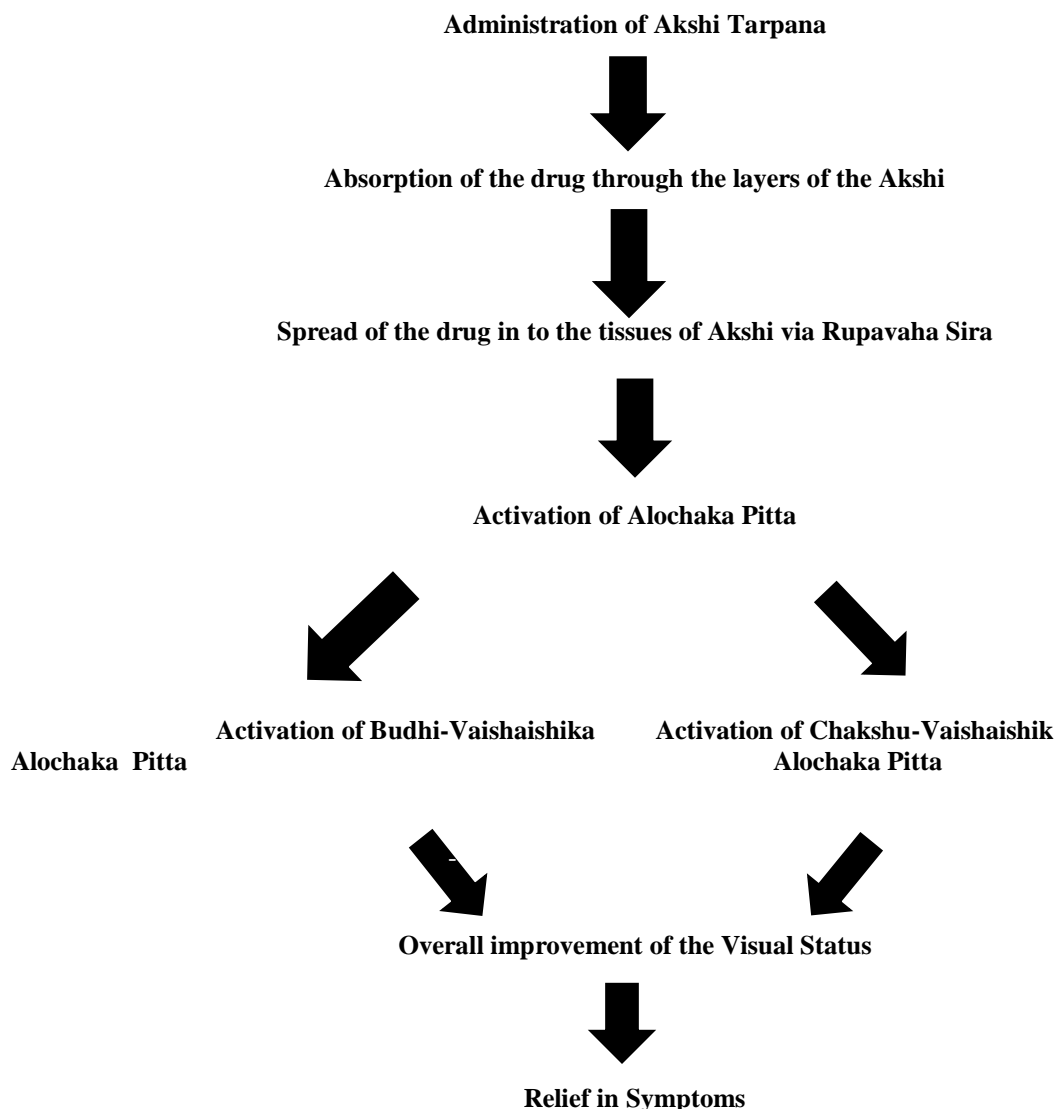 Administration of Akshi Tarpana
Absorption of the drug through the layers of the Akshi
Spread of the drug in to the tissues of Akshi via Rupavaha Sira
Activation of Alochaka Pitta
Activation of Budhi-Vaishaishika
Alochaka Pitta
Activation of Chakshu-Vaishaishik
Alochaka Pitta
Overall improvement of the Visual Status
Relief in Symptoms